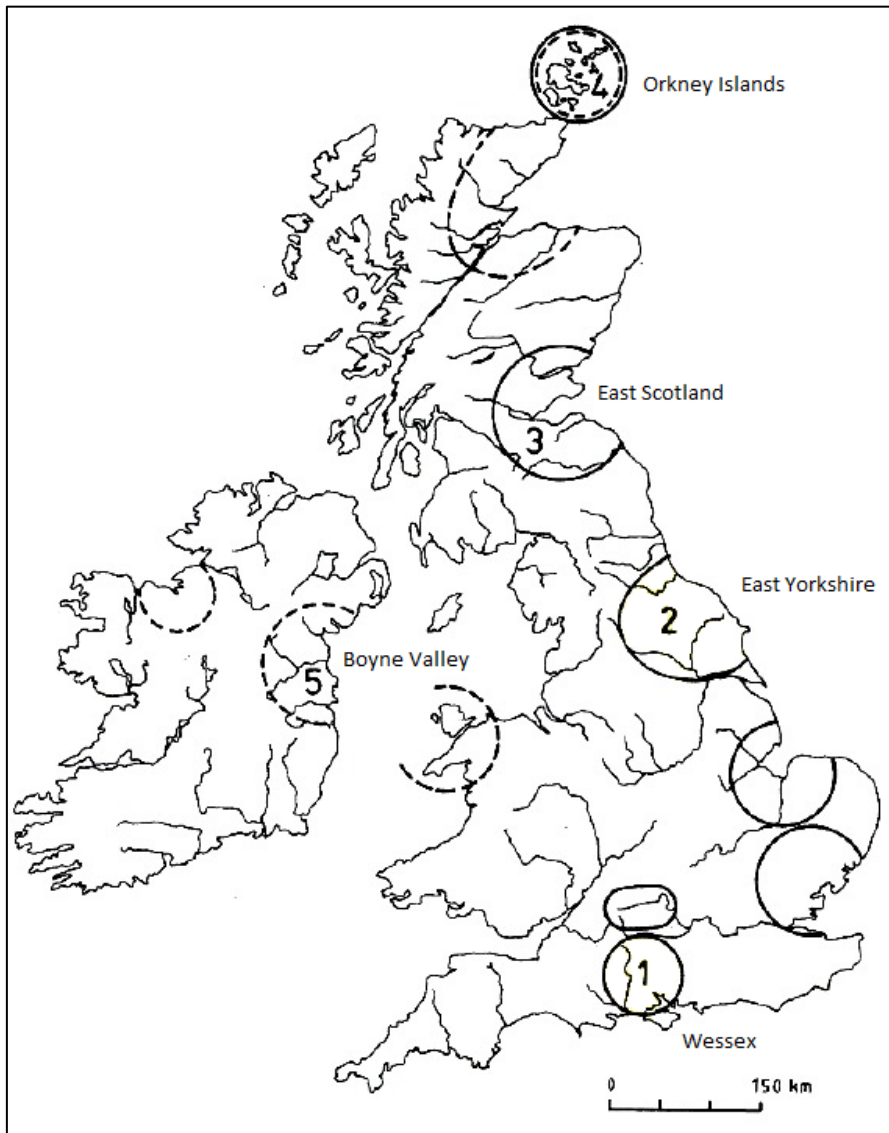 4
Orkney Islands
East Scotland
3
East Yorkshire
2
Boyne Valley
5
1
Wessex
0 150 km